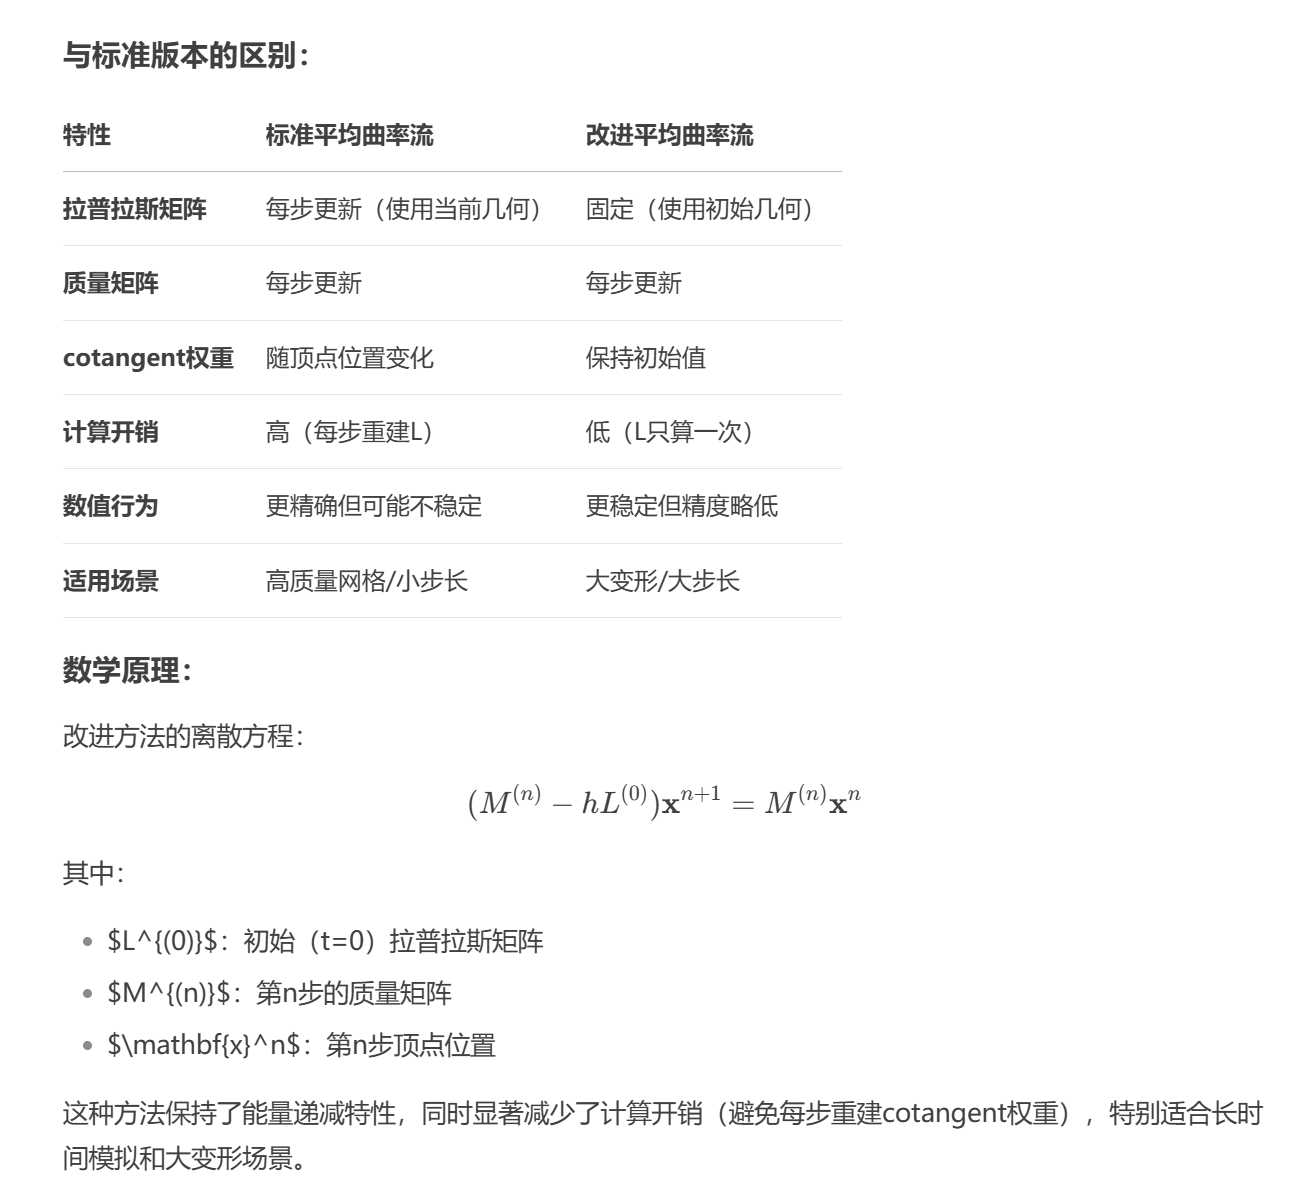 与标准版本的区别：
特性 标准平均曲率流 改进平均曲率流
拉普拉斯矩阵 每步更新（使用当前几何） 固定（使用初始几何）
质量矩阵 每步更新 每步更新
cotangent权重 随顶点位置变化 保持初始值
计算开销 高（每步重建L） 低（L只算一次）
数值行为 更精确但可能不稳定 更稳定但精度略低
适用场景 高质量网格/小步长 大变形/大步长
数学原理：
改进方法的离散方程：
$(M^{(n)} - hL^{(0)})\mathbf{x}^{n+1} = M^{(n)}\mathbf{x}^n$
其中：
• $L^{(0)}$：初始（t=0）拉普拉斯矩阵
• $M^{(n)}$：第n步的质量矩阵
• $\mathbf{x}^n$：第n步顶点位置
这种方法保持了能量递减特性，同时显著减少了计算开销（避免每步重建cotangent权重），特别适合长时
间模拟和大变形场景。